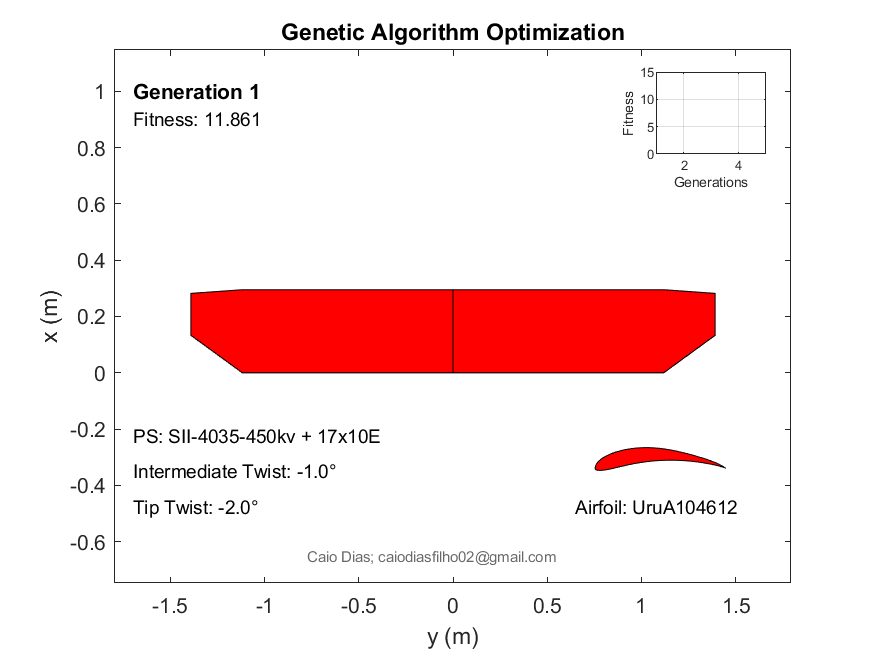 Genetic Algorithm Optimization
Generation 1
Fitness: 11.861
15
10
5
0
Fitness
2 4
Generations
1
0.8
0.6
0.4
0.2
0
-0.2
-0.4
-0.6
x (m)
PS: SII-4035-450kv + 17x10E
Intermediate Twist: -1.0°
Tip Twist: -2.0°
Airfoil: UruA104612
Caio Dias; caiodiasfilho02@gmail.com
-1.5 -1 -0.5 0 0.5 1 1.5
y (m)